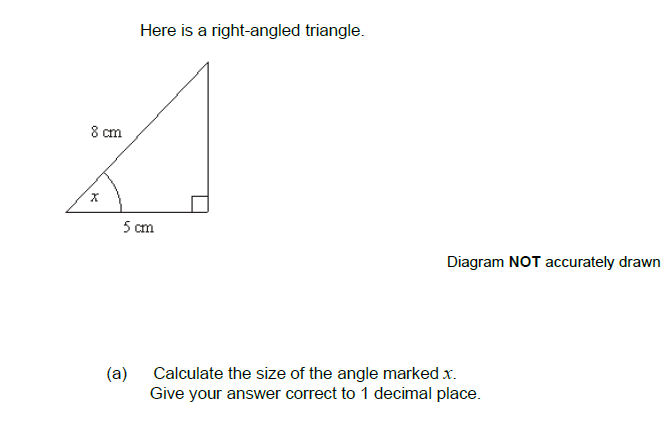 Here is a right-angled triangle.
8 cm
x
5 cm
Diagram NOT accurately drawn
(a) Calculate the size of the angle marked x.
Give your answer correct to 1 decimal place.